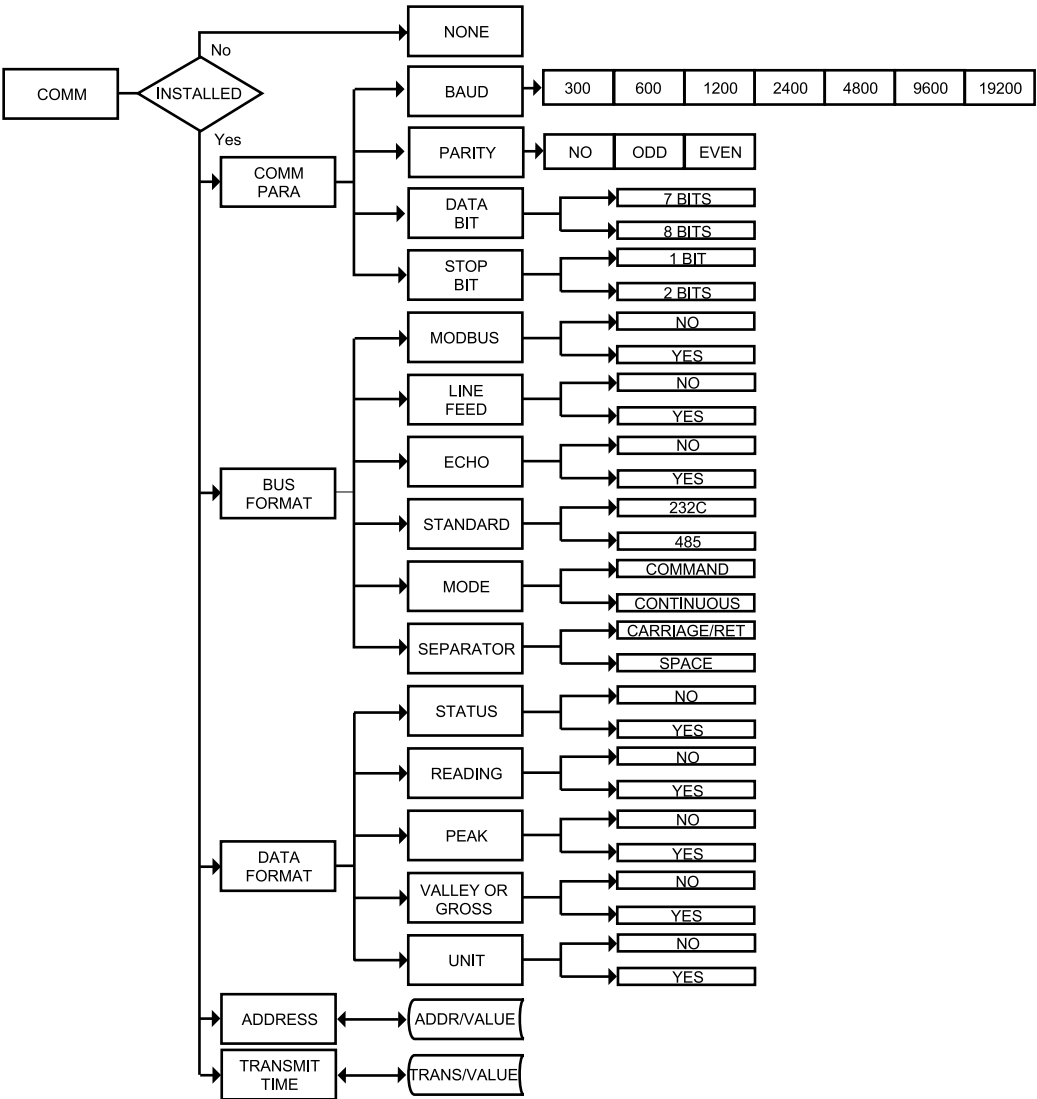 NONE
No
COMM
INSTALLED
BAUD
300 600 1200 2400 4800 9600 19200
Yes
COMM
PARA
PARITY
NO ODD EVEN
DATA
BIT
7 BITS
8 BITS
STOP
BIT
1 BIT
2 BITS
BUS
FORMAT
MODBUS
NO
YES
LINE
FEED
NO
YES
ECHO
NO
YES
STANDARD
232C
485
MODE
COMMAND
CONTINUOUS
SEPARATOR
CARRIAGE/RET
SPACE
DATA
FORMAT
STATUS
NO
YES
READING
NO
YES
PEAK
NO
YES
VALLEY OR
GROSS
NO
YES
UNIT
NO
YES
ADDRESS
ADDR/VALUE
TRANSMIT
TIME
TRANS/VALUE